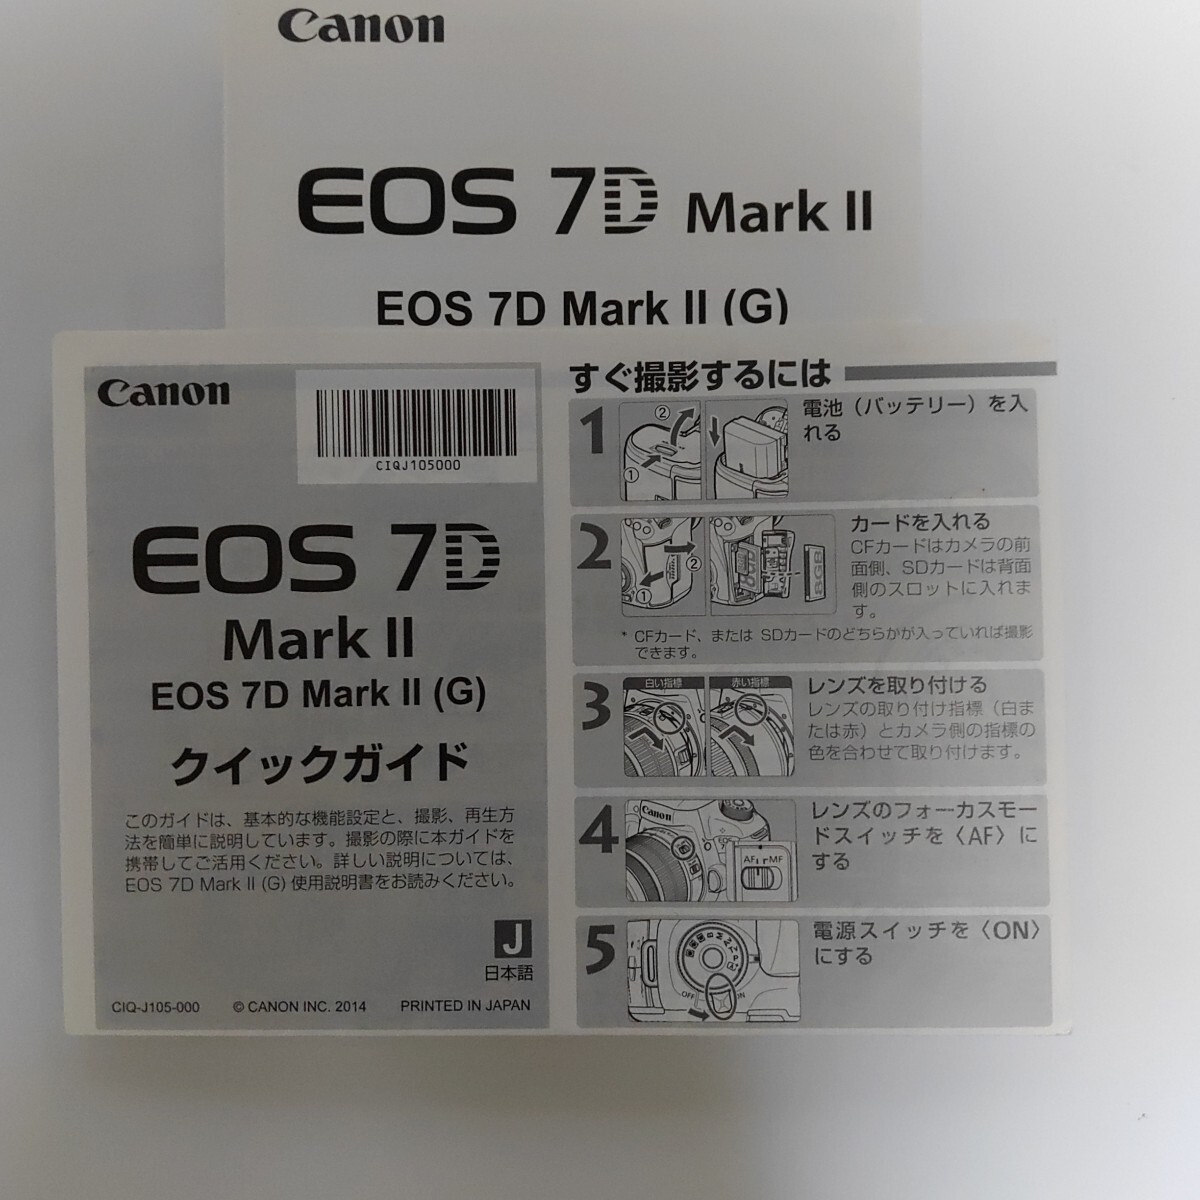 Canon
EOS 7D Mark II
EOS 7D Mark II (G)
Canon
CIQJ105000
EOS 7D
Mark II
EOS 7D Mark II (G)
クイックガイド
このガイドは、基本的な機能設定と、撮影、再生方
法を簡単に説明しています。撮影の際に本ガイドを
携帯してご活用ください。詳しい説明については、
EOS 7D Mark II (G) 使用説明書をお読みください。
J
日本語
CIQ-J105-000 © CANON INC. 2014 PRINTED IN JAPAN
すぐ撮影するには
1
② ①
電池（バッテリー）を入
れる
2
② ①
8GB
カードを入れる
CFカードはカメラの前
面側、SDカードは背面
側のスロットに入れま
す。
* CFカード、または SDカードのどちらかが入っていれば撮影
できます。
3
白い指標 赤い指標
レンズを取り付ける
レンズの取り付け指標（白ま
たは赤）とカメラ側の指標の
色を合わせて取り付けます。
4
Canon
AF MF
レンズのフォーカスモー
ドスイッチを〈AF〉に
する
5
OFF ON
電源スイッチを〈ON〉
にする